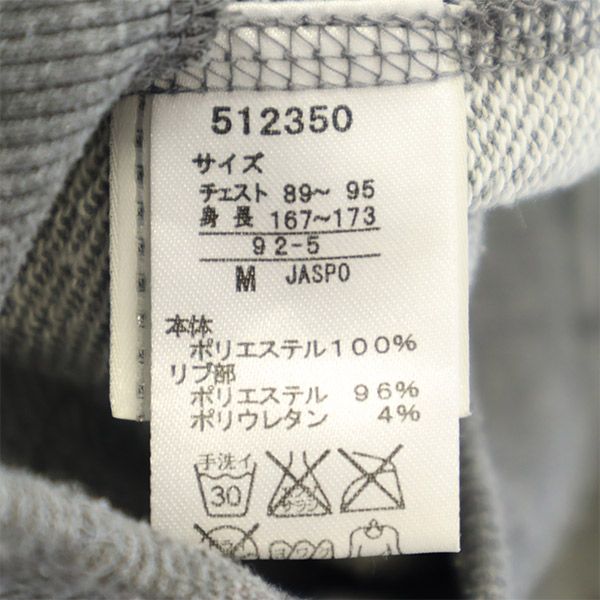 512350
サイズ
チェスト 89~ 95
身長 167~173
92-5
M JASPO
本体
ポリエステル100%
リブ部
ポリエステル 96%
ポリウレタン 4%
手洗イ
30